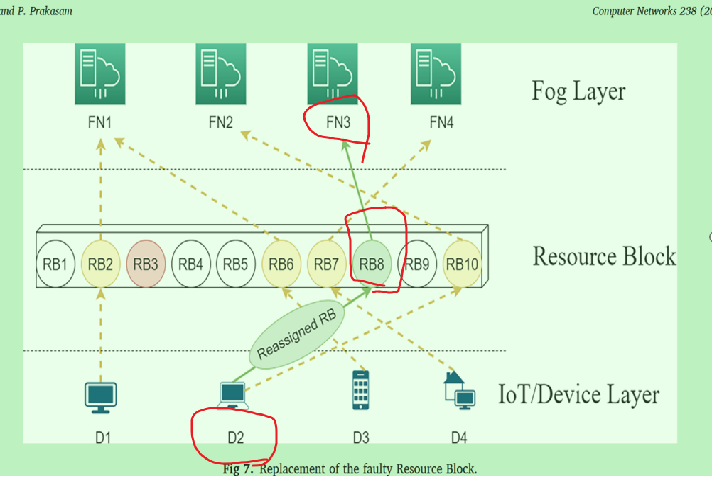 and P. Prakasam
Computer Networks 238 (20
Fog Layer
FN1 FN2 FN3 FN4
RB1 RB2 RB3 RB4 RB5 RB6 RB7 RB8 RB9 RB10
Resource Block
Reassigned RB
IoT/Device Layer
D1 D2 D3 D4
Fig 7. Replacement of the faulty Resource Block.